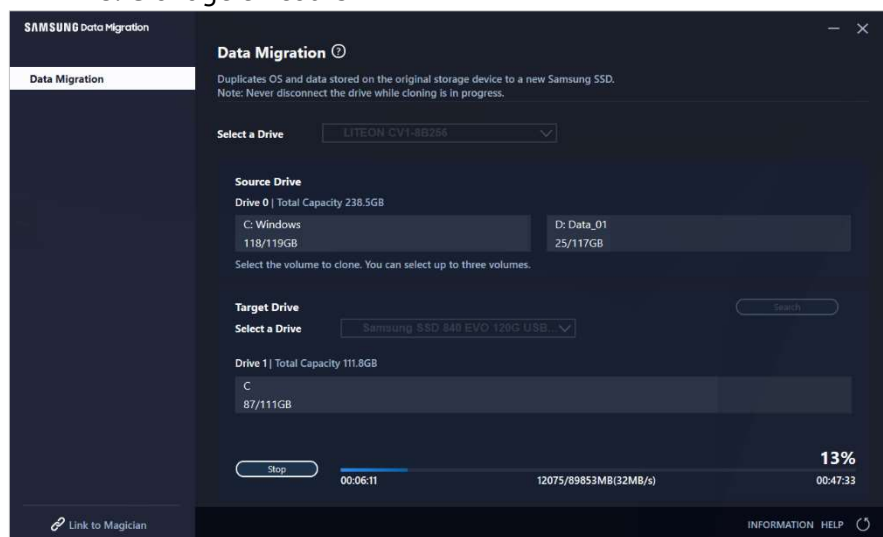 SAMSUNG Data Migration
Data Migration
Data Migration ?
Duplicates OS and data stored on the original storage device to a new Samsung SSD.
Note: Never disconnect the drive while cloning is in progress.
Select a Drive LITEON CV1-8B256
Source Drive
Drive 0 | Total Capacity 238.5GB
C: Windows D: Data_01
118/119GB 25/117GB
Select the volume to clone. You can select up to three volumes.
Target Drive Search
Select a Drive Samsung SSD 840 EVO 120G USB...
Drive 1 | Total Capacity 111.8GB
C
87/111GB
13%
Stop
00:06:11 12075/89853MB(32MB/s) 00:47:33
Link to Magician INFORMATION HELP